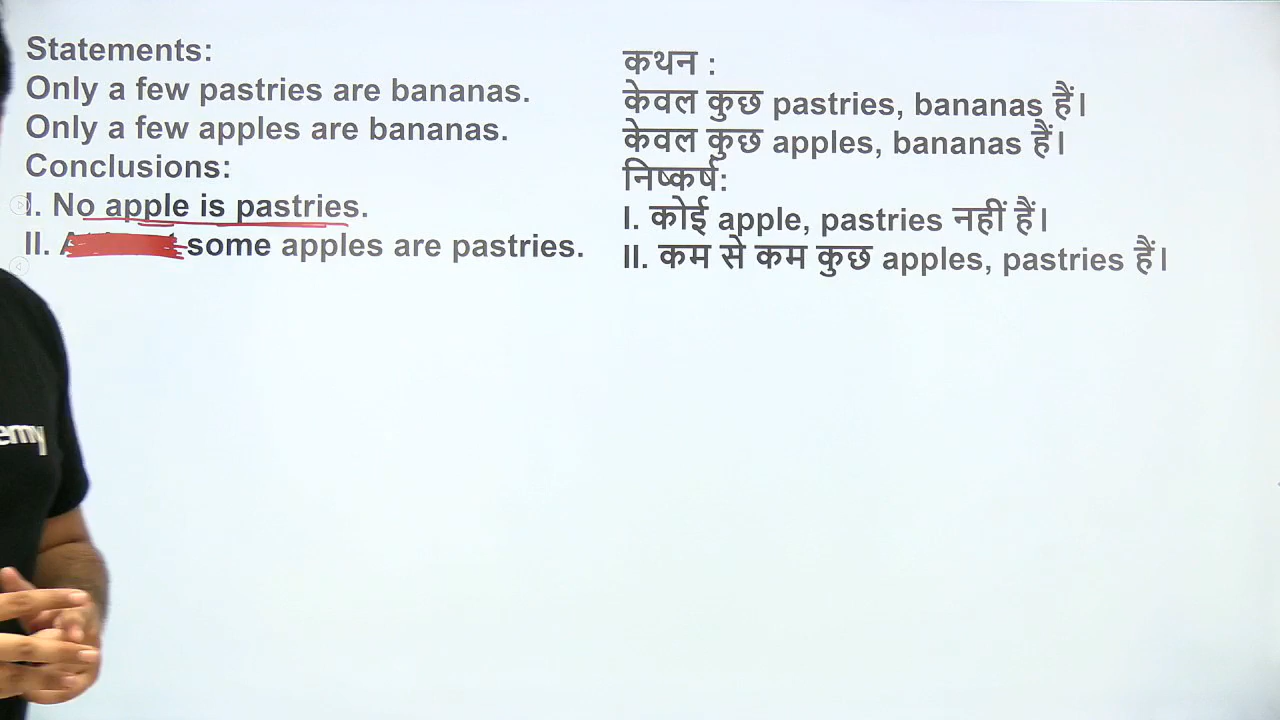 Statements:
Only a few pastries are bananas.
Only a few apples are bananas.
Conclusions:
I. No apple is pastries.
II. some apples are pastries.
कथन :
केवल कुछ pastries, bananas हैं।
केवल कुछ apples, bananas हैं।
निष्कर्ष:
I. कोई apple, pastries नहीं हैं।
II. कम से कम कुछ apples, pastries हैं।
emy